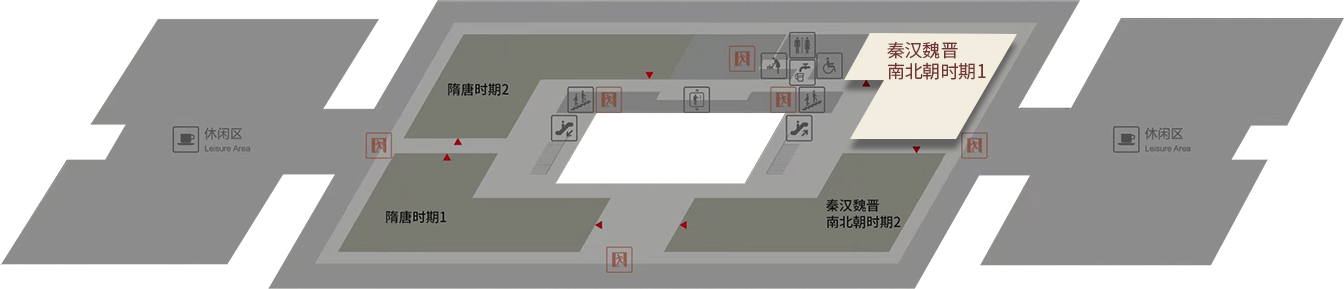 秦汉魏晋
南北朝时期1
隋唐时期2
休闲区
Leisure Area
休闲区
Leisure Area
隋唐时期1
秦汉魏晋
南北朝时期2